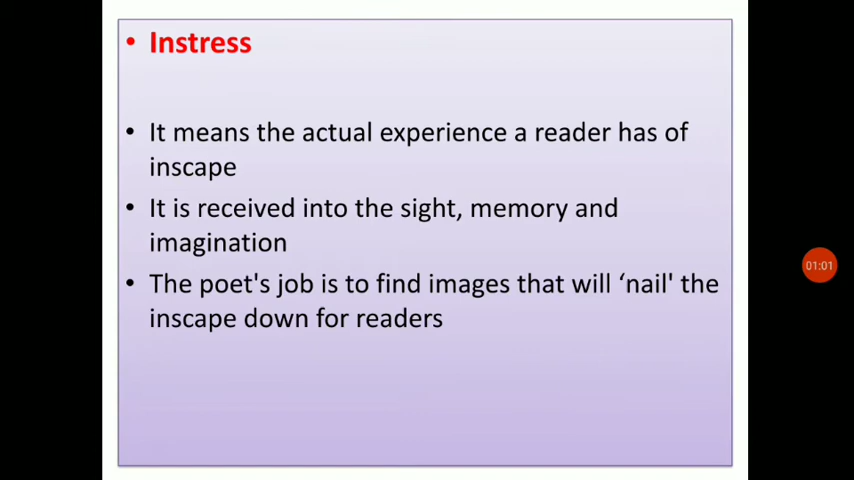 • Instress
• It means the actual experience a reader has of
inscape
• It is received into the sight, memory and
imagination
• The poet's job is to find images that will ‘nail' the
inscape down for readers
01:01